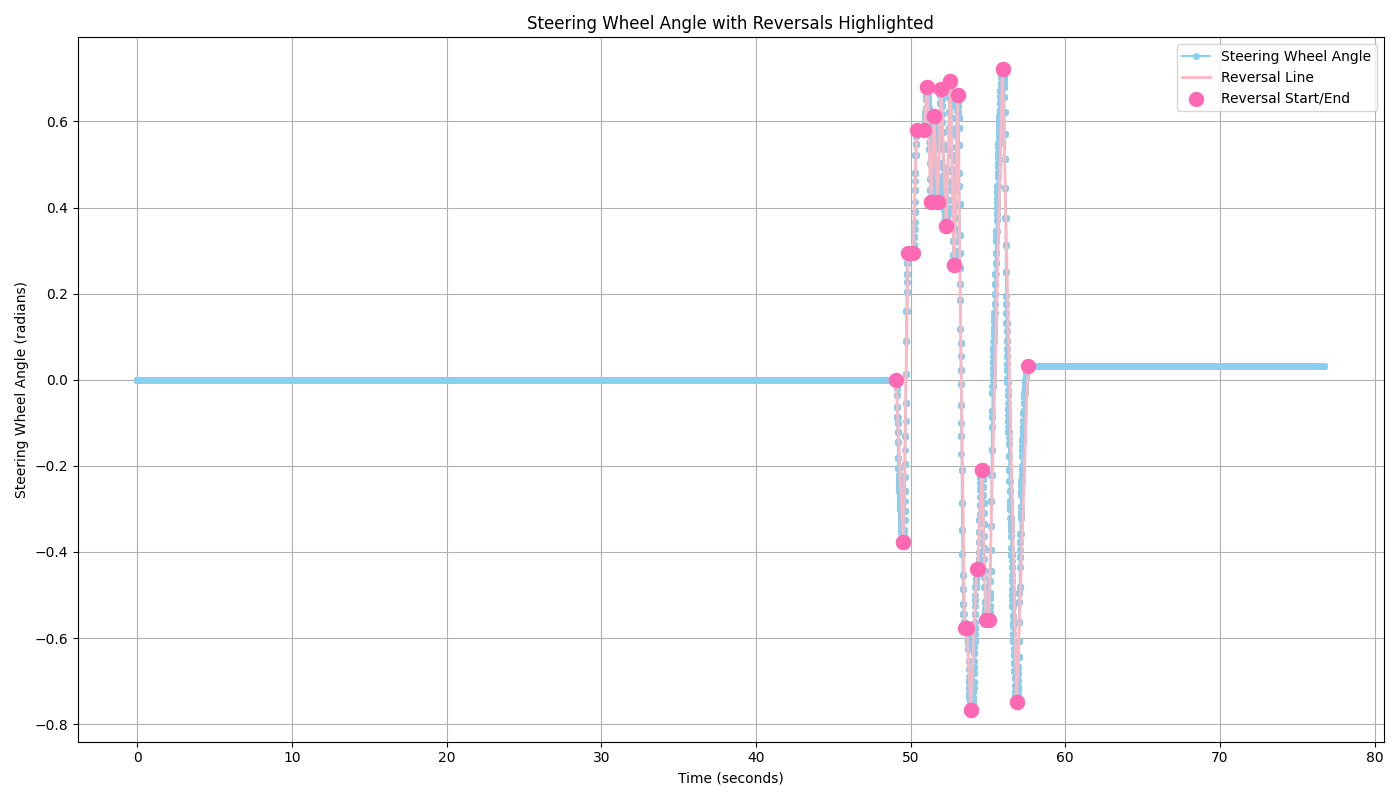 Steering Wheel Angle with Reversals Highlighted
Steering Wheel Angle
Reversal Line
Reversal Start/End
Steering Wheel Angle (radians)
0.6
0.4
0.2
0.0
−0.2
−0.4
−0.6
−0.8
0 10 20 30 40 50 60 70 80
Time (seconds)